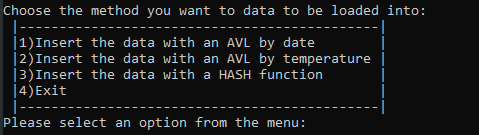 Choose the method you want to data to be loaded into:
|-----------------------------------------|
|1)Insert the data with an AVL by date        |
|2)Insert the data with an AVL by temperature |
|3)Insert the data with a HASH function       |
|4)Exit                                       |
|-----------------------------------------|
Please select an option from the menu: